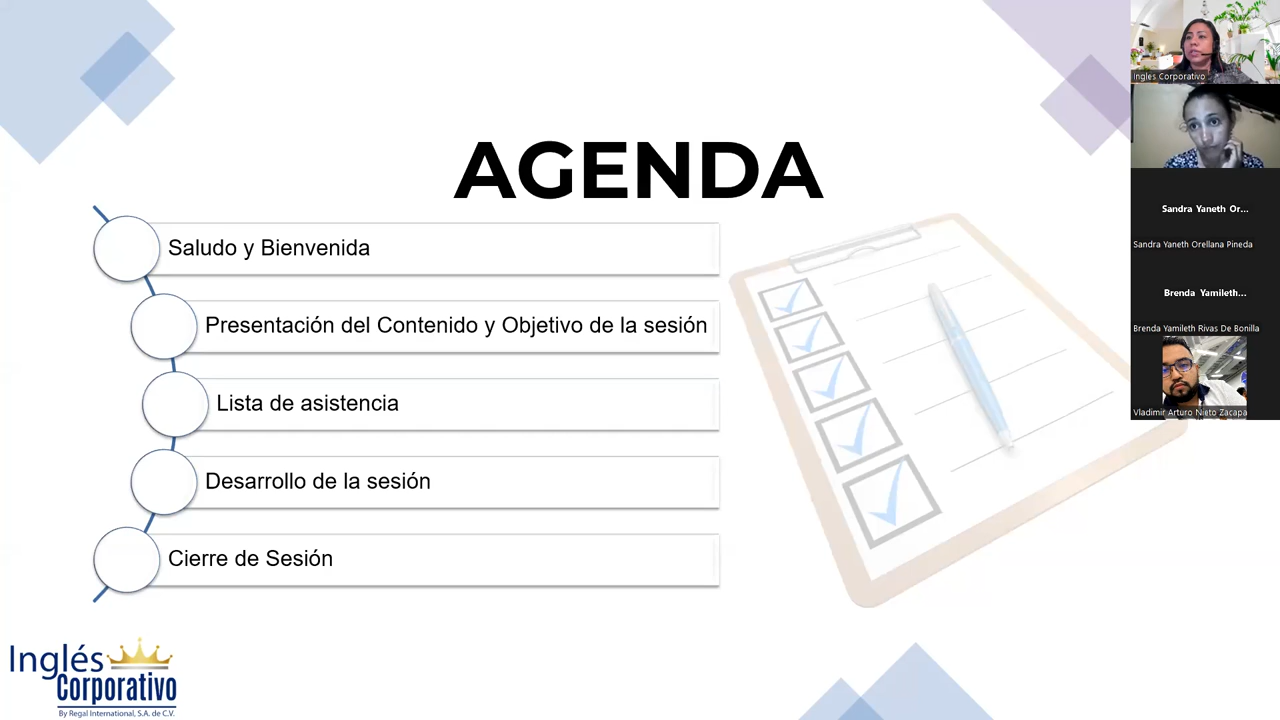 AGENDA
Saludo y Bienvenida
Presentación del Contenido y Objetivo de la sesión
Lista de asistencia
Desarrollo de la sesión
Cierre de Sesión
Inglés
Corporativo
By Regal International, S.A. de C.V.
Ingles Corporativo
Sandra Yaneth Or...
Sandra Yaneth Orellana Pineda
Brenda Yamileth...
Brenda Yamileth Rivas De Bonilla
Vladimir Arturo Nieto Zacapa